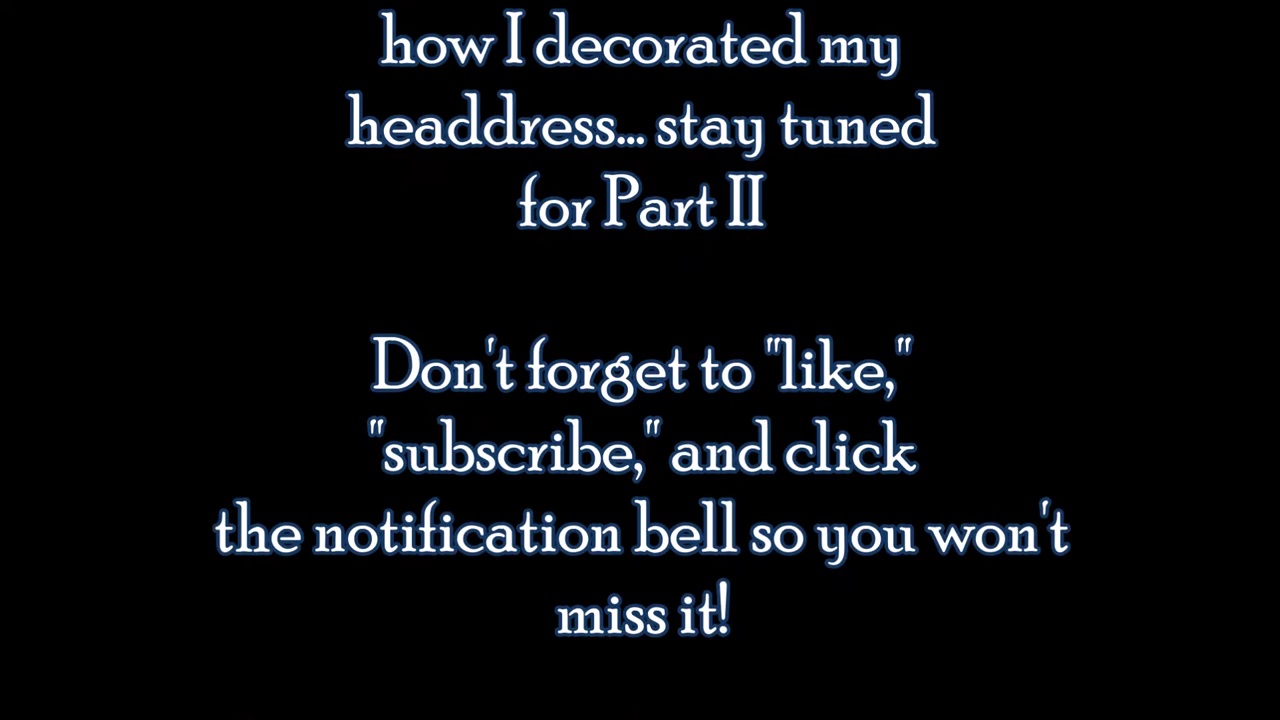 how I decorated my
headdress... stay tuned
for Part II
Don't forget to "like,"
"subscribe," and click
the notification bell so you won't
miss it!